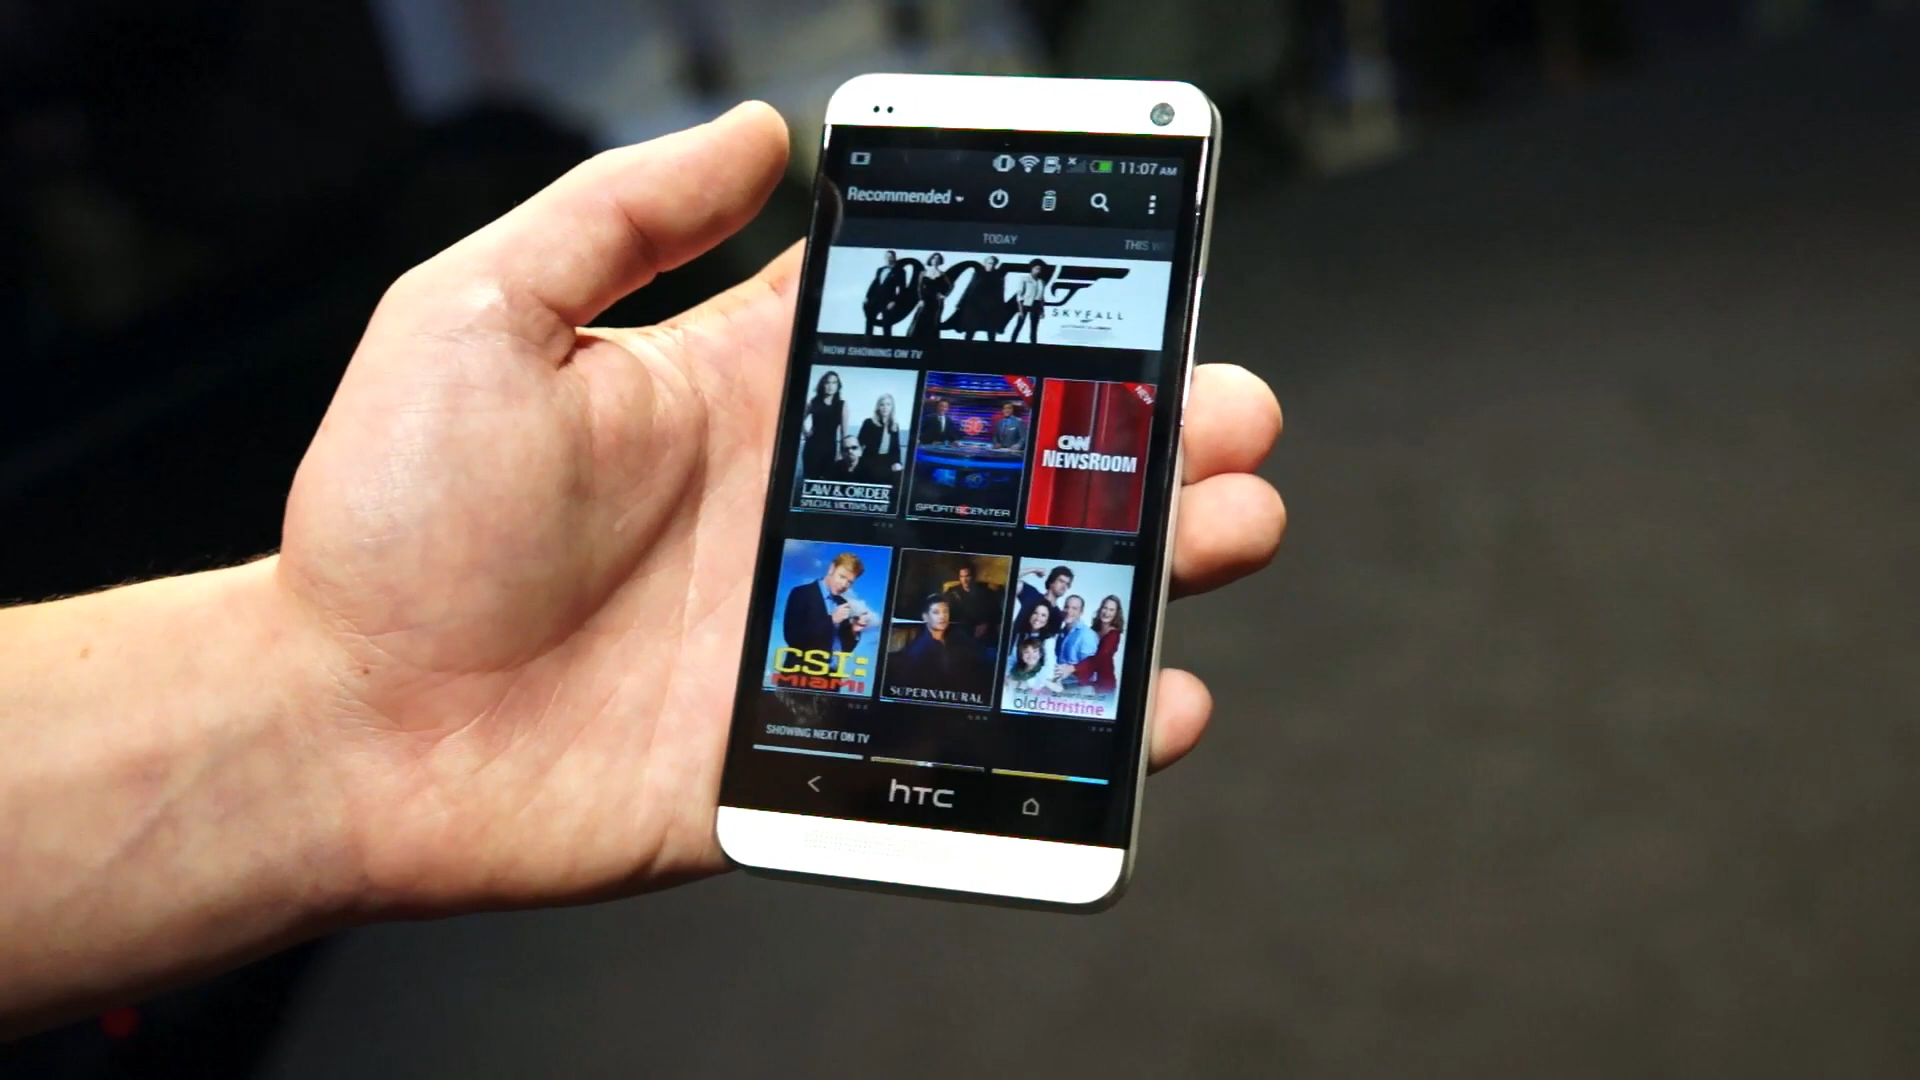 11:07 AM
Recommended
TODAY
THIS W
007
SKYFALL
NOW SHOWING ON TV
LAW & ORDER
SPECIAL VICTIMS UNIT
SC
SPORTSCENTER
NEW
CNN
NEWSROOM
NEW
CSI:
MIAMI
SUPERNATURAL
oldchristine
SHOWING NEXT ON TV
hTC